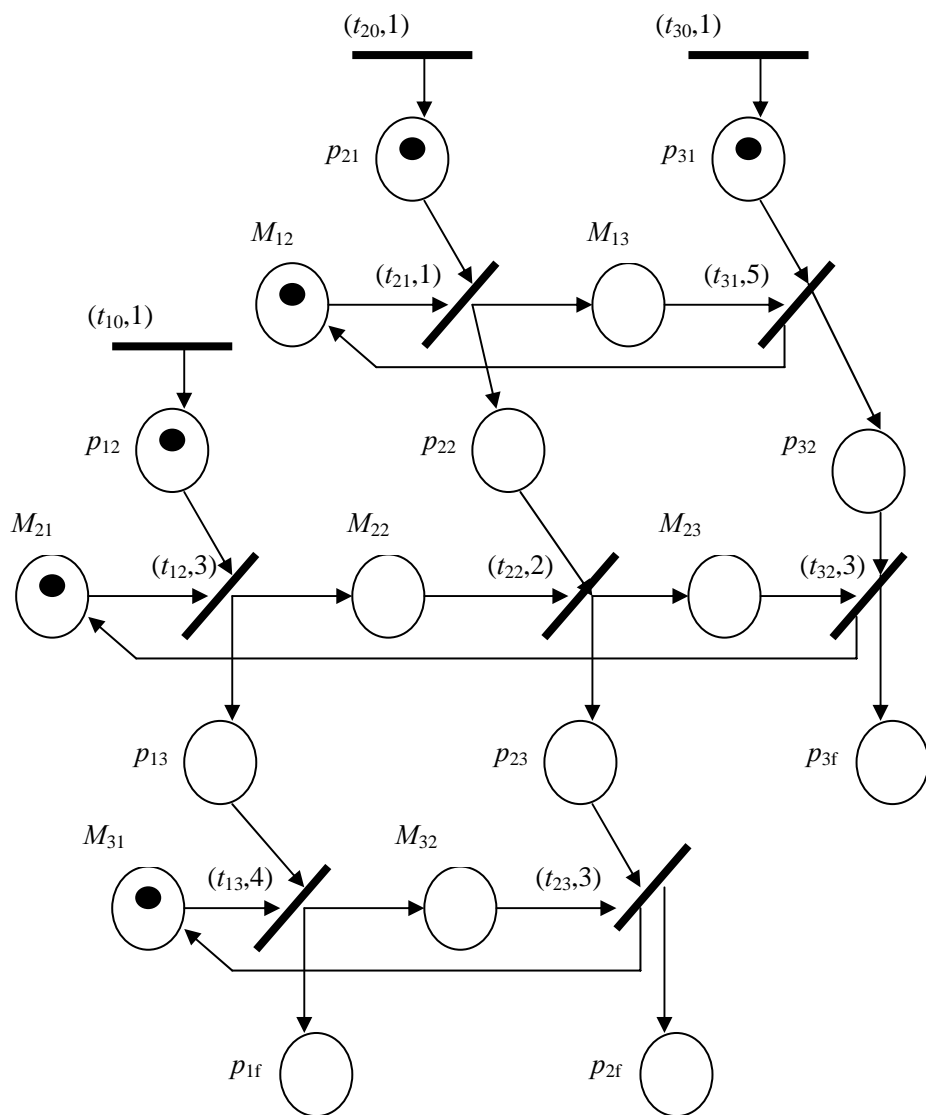 (t₂₀,1) (t₃₀,1)
p₂₁ p₃₁
M₁₂ M₁₃
(t₂₁,1) (t₃₁,5)
(t₁₀,1)
p₁₂ p₂₂ p₃₂
M₂₁ M₂₂ M₂₃
(t₁₂,3) (t₂₂,2) (t₃₂,3)
p₁₃ p₂₃ p₃f
M₃₁ M₃₂
(t₁₃,4) (t₂₃,3)
p₁f p₂f